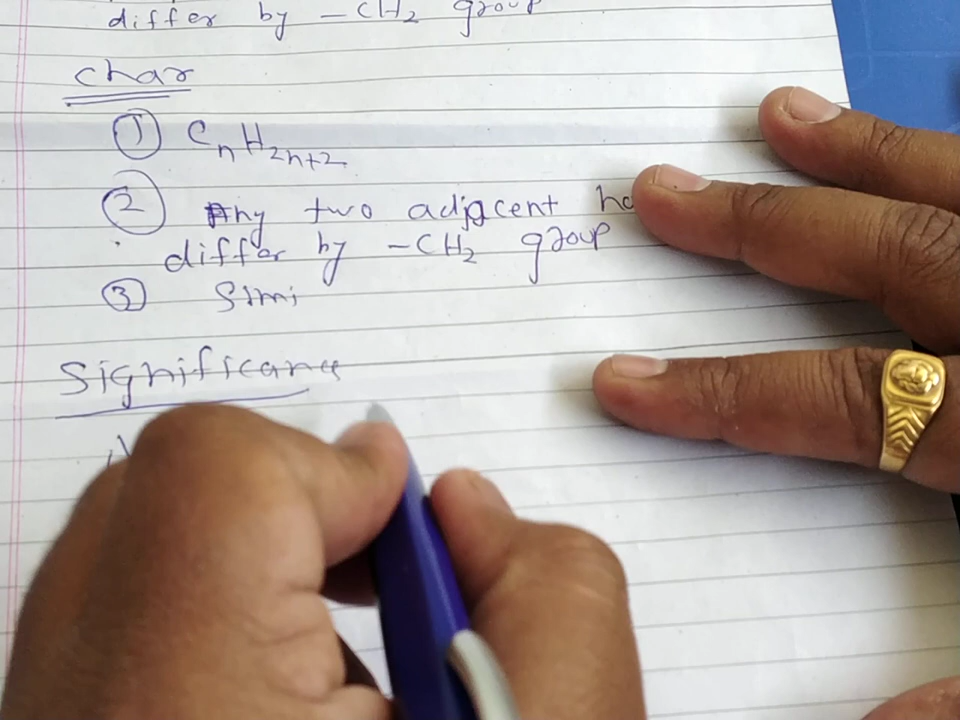 differ by -CH₂ group
char
① CₙH₂ₙ₊₂
② Any two adjacent
differ by -CH₂ group
③ Simi
Significance